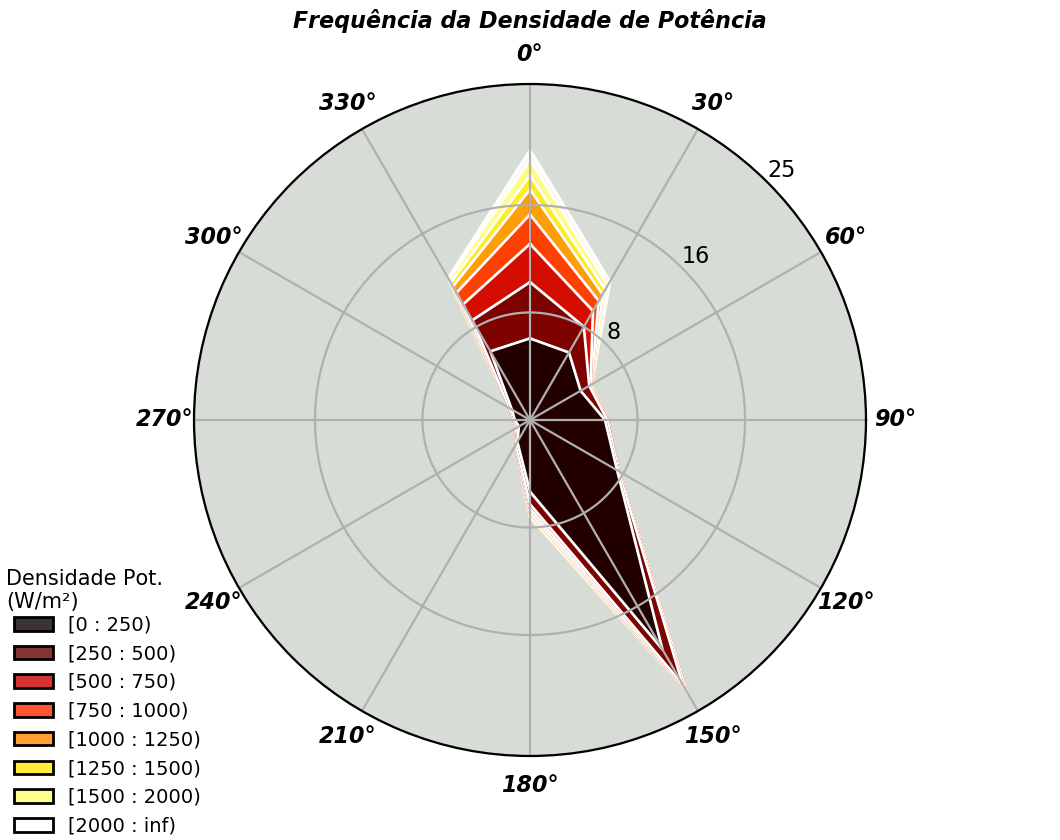 Frequência da Densidade de Potência
0°
330°
30°
25
300°
60°
16
8
270°
90°
240°
120°
210°
150°
180°
Densidade Pot.
(W/m²)
[0 : 250)
[250 : 500)
[500 : 750)
[750 : 1000)
[1000 : 1250)
[1250 : 1500)
[1500 : 2000)
[2000 : inf)